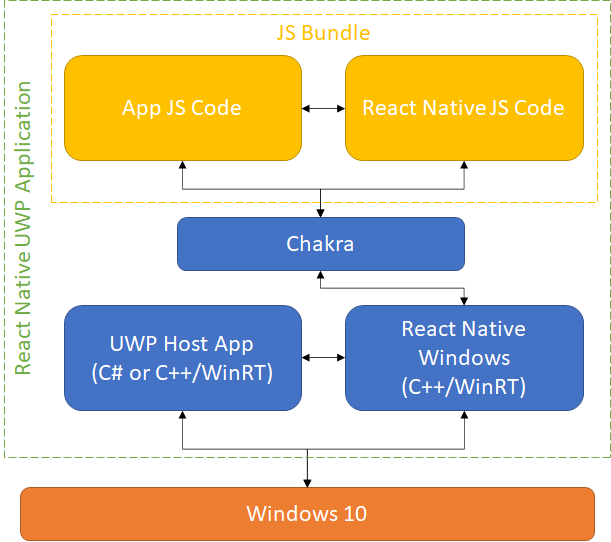 JS Bundle
App JS Code
React Native JS Code
React Native UWP Application
Chakra
UWP Host App
(C# or C++/WinRT)
React Native
Windows
(C++/WinRT)
Windows 10